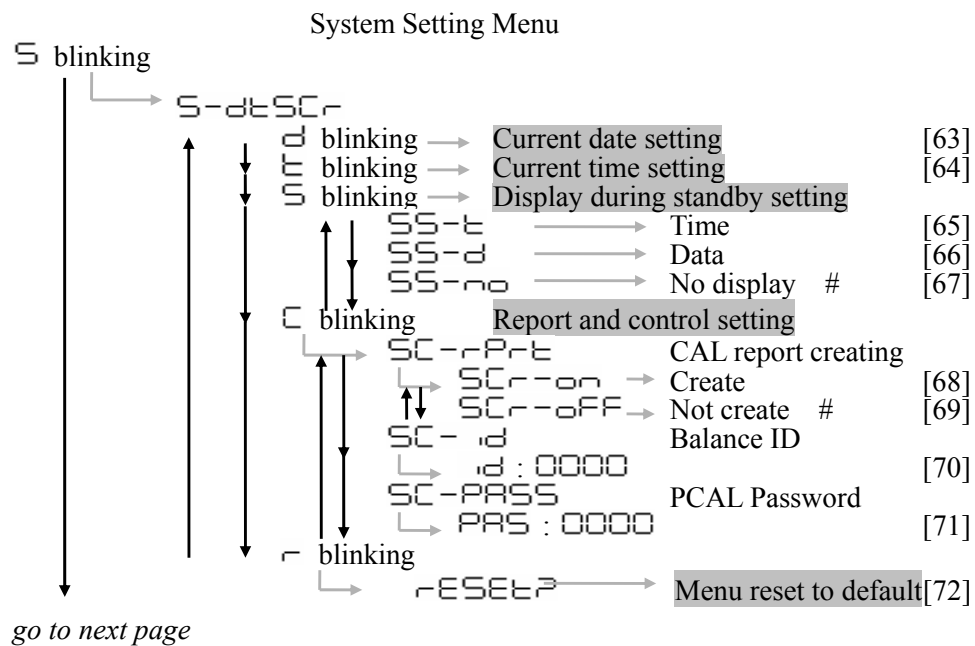 System Setting Menu
S blinking
S-dtSCr
d blinking Current date setting [63]
t blinking Current time setting [64]
S blinking Display during standby setting
SS-t Time [65]
SS-d Data [66]
SS-no No display # [67]
C blinking Report and control setting
SC-rPrt CAL report creating
SCr-on Create [68]
SCr-oFF Not create # [69]
SC- id Balance ID
id : 0000 [70]
SC-PASS PCAL Password
PAS : 0000 [71]
r blinking
rESEt? Menu reset to default [72]
go to next page